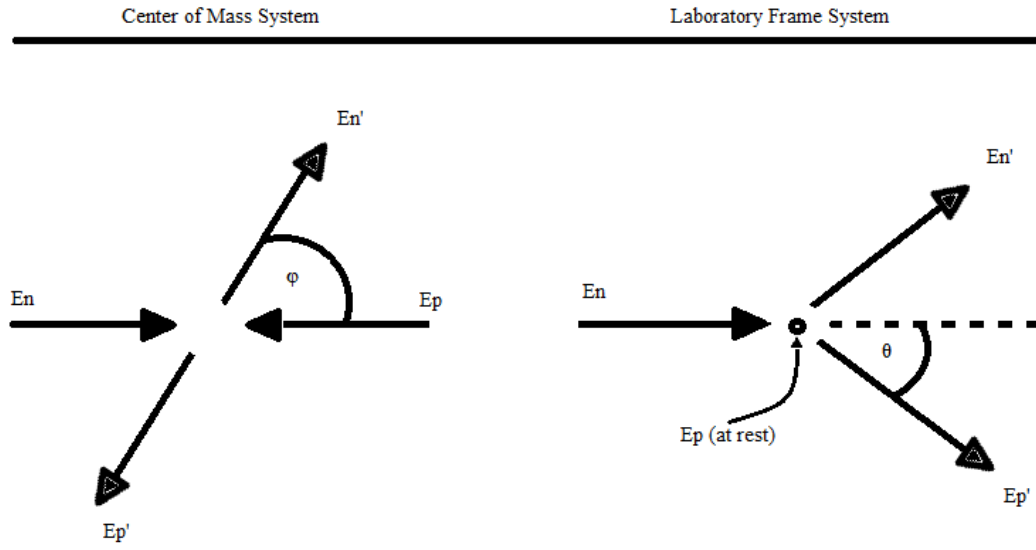 Center of Mass System
Laboratory Frame System
En'
φ
En
Ep
Ep'
En'
En
θ
Ep (at rest)
Ep'